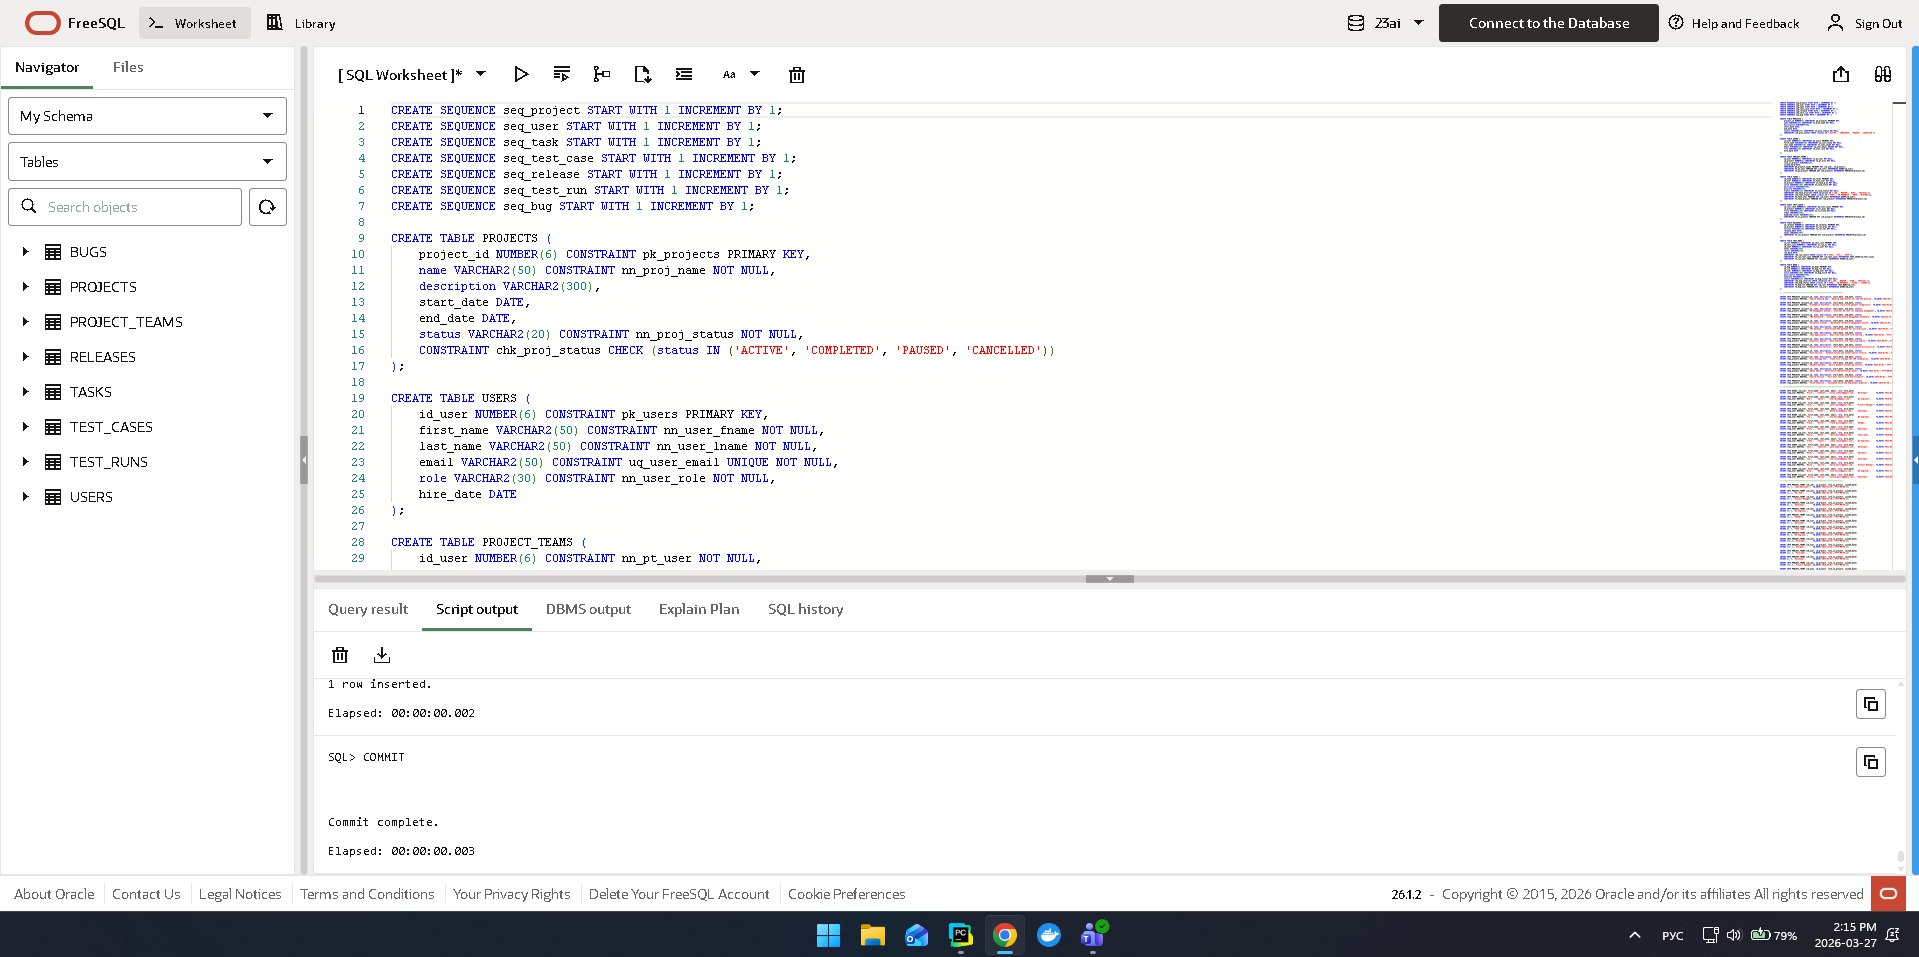 FreeSQL
Worksheet
Library
23ai
Connect to the Database
Help and Feedback
Sign Out
Navigator
Files
My Schema
Tables
Search objects
BUGS
PROJECTS
PROJECT_TEAMS
RELEASES
TASKS
TEST_CASES
TEST_RUNS
USERS
[ SQL Worksheet ]*
Aa
1 CREATE SEQUENCE seq_project START WITH 1 INCREMENT BY 1;
2 CREATE SEQUENCE seq_user START WITH 1 INCREMENT BY 1;
3 CREATE SEQUENCE seq_task START WITH 1 INCREMENT BY 1;
4 CREATE SEQUENCE seq_test_case START WITH 1 INCREMENT BY 1;
5 CREATE SEQUENCE seq_release START WITH 1 INCREMENT BY 1;
6 CREATE SEQUENCE seq_test_run START WITH 1 INCREMENT BY 1;
7 CREATE SEQUENCE seq_bug START WITH 1 INCREMENT BY 1;
8
9 CREATE TABLE PROJECTS (
10 project_id NUMBER(6) CONSTRAINT pk_projects PRIMARY KEY,
11 name VARCHAR2(50) CONSTRAINT nn_proj_name NOT NULL,
12 description VARCHAR2(300),
13 start_date DATE,
14 end_date DATE,
15 status VARCHAR2(20) CONSTRAINT nn_proj_status NOT NULL,
16 CONSTRAINT chk_proj_status CHECK (status IN ('ACTIVE', 'COMPLETED', 'PAUSED', 'CANCELLED'))
17 );
18
19 CREATE TABLE USERS (
20 id_user NUMBER(6) CONSTRAINT pk_users PRIMARY KEY,
21 first_name VARCHAR2(50) CONSTRAINT nn_user_fname NOT NULL,
22 last_name VARCHAR2(50) CONSTRAINT nn_user_lname NOT NULL,
23 email VARCHAR2(50) CONSTRAINT uq_user_email UNIQUE NOT NULL,
24 role VARCHAR2(30) CONSTRAINT nn_user_role NOT NULL,
25 hire_date DATE
26 );
27
28 CREATE TABLE PROJECT_TEAMS (
29 id_user NUMBER(6) CONSTRAINT nn_pt_user NOT NULL,
Query result
Script output
DBMS output
Explain Plan
SQL history
1 row inserted.
Elapsed: 00:00:00.002
SQL> COMMIT
Commit complete.
Elapsed: 00:00:00.003
About Oracle
Contact Us
Legal Notices
Terms and Conditions
Your Privacy Rights
Delete Your FreeSQL Account
Cookie Preferences
26.1.2 - Copyright © 2015, 2026 Oracle and/or its affiliates All rights reserved
PC
РУС
79%
2:15 PM
2026-03-27